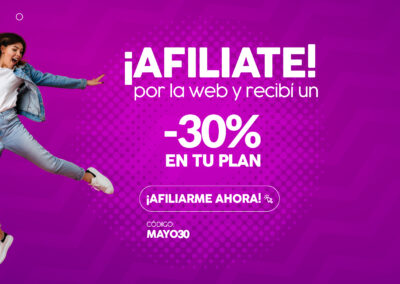 ¡AFILIATE!
por la web y recibí un
-30%
EN TU PLAN
¡AFILIARME AHORA!
CÓDIGO:
MAYO30